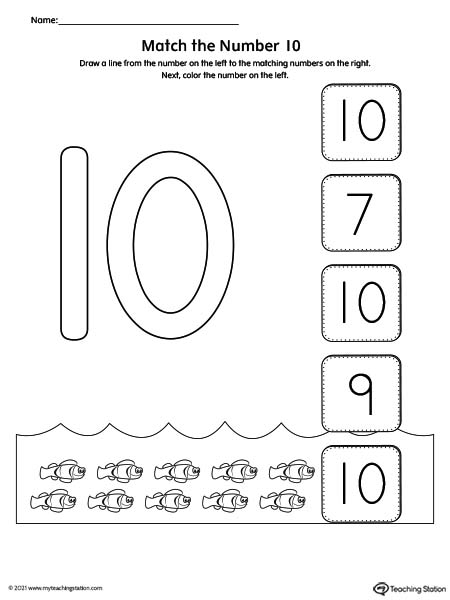 Name:
Match the Number 10
Draw a line from the number on the left to the matching numbers on the right.
Next, color the number on the left.
10
10
7
10
9
10
© 2021 www.myteachingstation.com
Teaching Station